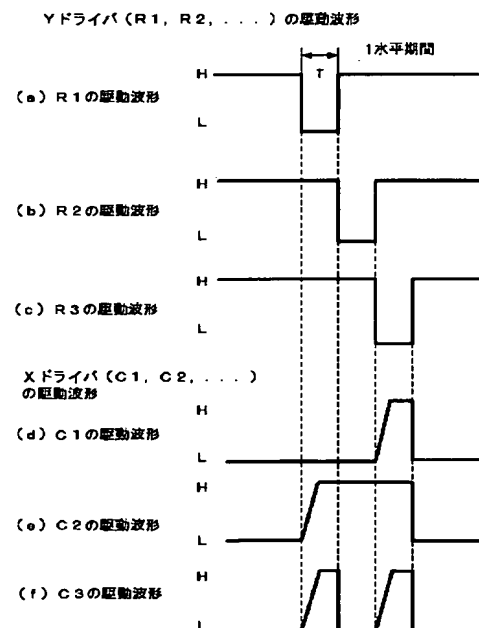 Yドライバ（R1，R2，．．．．）の駆動波形
1水平期間
T
H
(a) R1の駆動波形
L
H
(b) R2の駆動波形
L
H
(c) R3の駆動波形
L
Xドライバ（C1，C2，．．．．）
の駆動波形
H
(d) C1の駆動波形
L
H
(e) C2の駆動波形
L
H
(f) C3の駆動波形
L